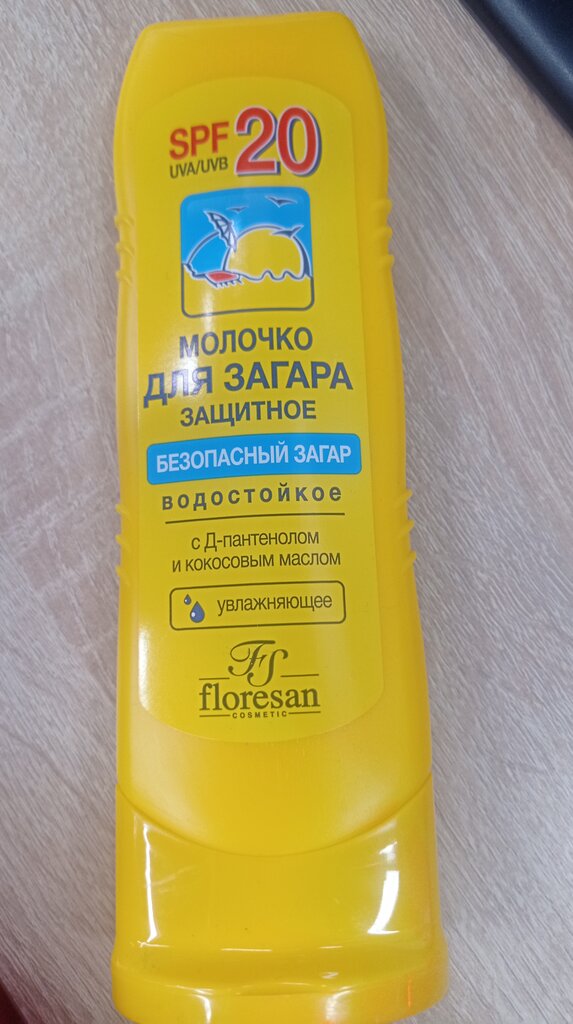 SPF 20
UVA/UVB
МОЛОЧКО
ДЛЯ ЗАГАРА
ЗАЩИТНОЕ
БЕЗОПАСНЫЙ ЗАГАР
водостойкое
с Д-пантенолом
и кокосовым маслом
увлажняющее
FS
floresan
COSMETIC